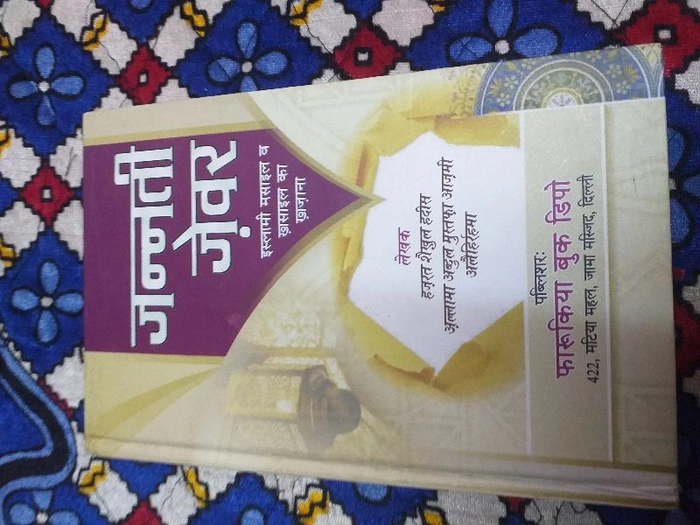 जन्नती
ज़ेवर
इस्लामी मसाइल व
ख़साइल का
ख़ज़ाना
लेखक
हज़रत शैखुल हदीस
अ़ल्लामा अब्दुल मुस्तफ़ा आज़मी
अलैहिर्रहमा
पब्लिशरः
फारूकिया बुक डिपो
422, मटिया महल, जामा मस्जिद, दिल्ली